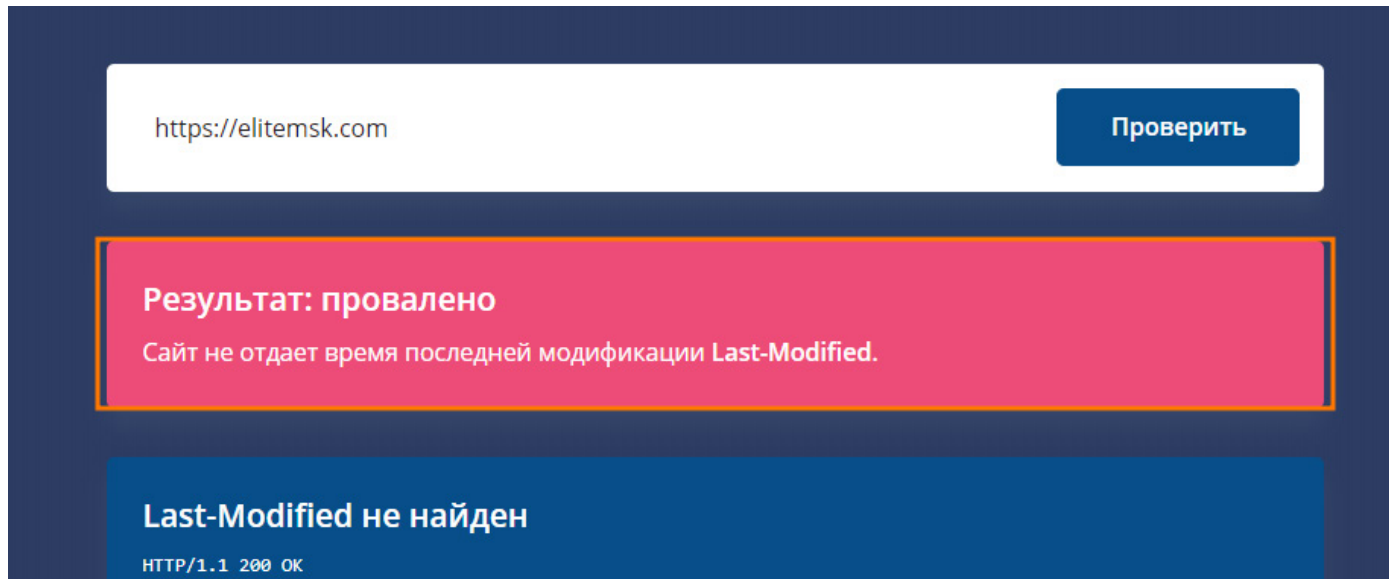 https://elitemsk.com
Проверить
Результат: провалено
Сайт не отдает время последней модификации Last-Modified.
Last-Modified не найден
HTTP/1.1 200 OK